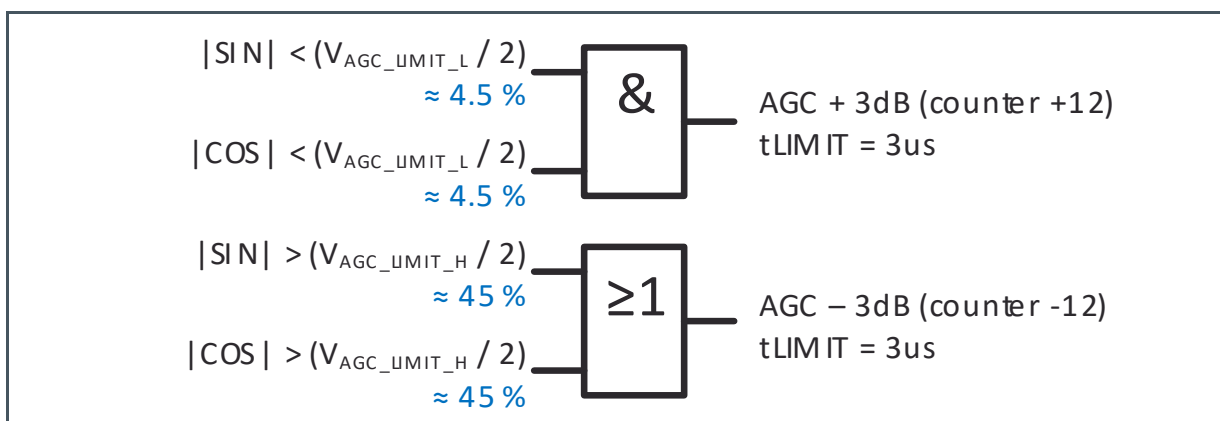 |SIN| < (VAGC_LIMIT_L / 2)
≈ 4.5 %
|COS| < (VAGC_LIMIT_L / 2)
≈ 4.5 %
&
AGC + 3dB (counter +12)
tLIMIT = 3us
|SIN| > (VAGC_LIMIT_H / 2)
≈ 45 %
|COS| > (VAGC_LIMIT_H / 2)
≈ 45 %
≥1
AGC – 3dB (counter -12)
tLIMIT = 3us